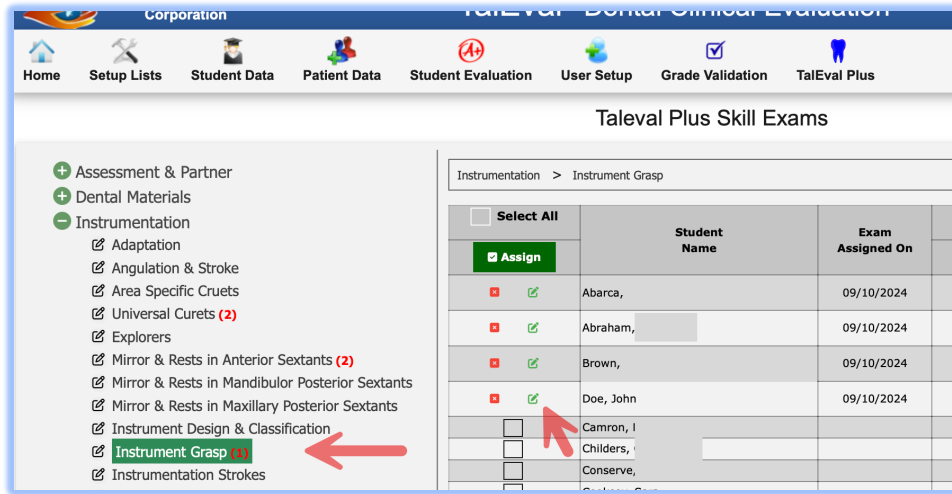 Corporation
TalEval - Dental Clinical Evaluation
Home
Setup Lists
Student Data
Patient Data
Student Evaluation
User Setup
Grade Validation
TalEval Plus
Taleval Plus Skill Exams
Assessment & Partner
Dental Materials
Instrumentation
Adaptation
Angulation & Stroke
Area Specific Cruets
Universal Curets (2)
Explorers
Mirror & Rests in Anterior Sextants (2)
Mirror & Rests in Mandibulor Posterior Sextants
Mirror & Rests in Maxillary Posterior Sextants
Instrument Design & Classification
Instrument Grasp (1)
Instrumentation Strokes
Instrumentation > Instrument Grasp
Select All
Assign
Student
Name
Exam
Assigned On
Abarca, 09/10/2024
Abraham, 09/10/2024
Brown, 09/10/2024
Doe, John 09/10/2024
Camron,
Childers,
Conserve,